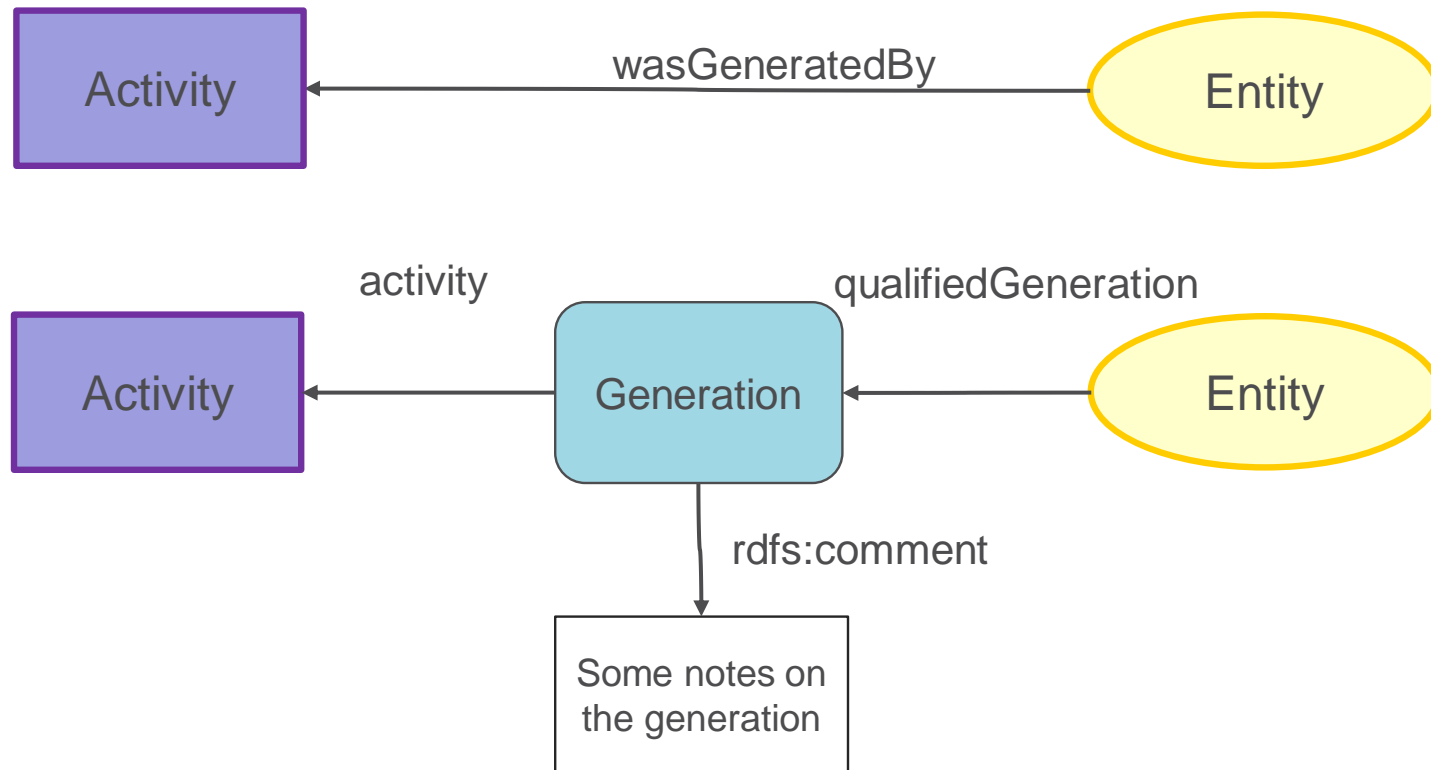 Activity
wasGeneratedBy
Entity
activity
qualifiedGeneration
Activity
Generation
Entity
rdfs:comment
Some notes on
the generation